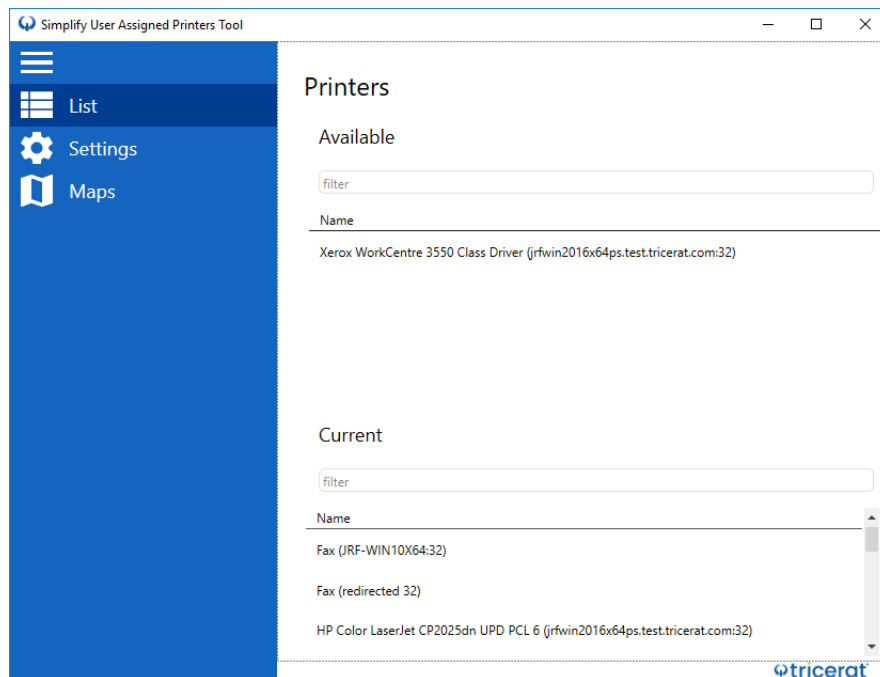 Simplify User Assigned Printers Tool
List
Settings
Maps
Printers
Available
filter
Name
Xerox WorkCentre 3550 Class Driver (jrfwin2016x64ps.test.tricerat.com:32)
Current
filter
Name
Fax (JRF-WIN10X64:32)
Fax (redirected 32)
HP Color LaserJet CP2025dn UPD PCL 6 (jrfwin2016x64ps.test.tricerat.com:32)
tricerat